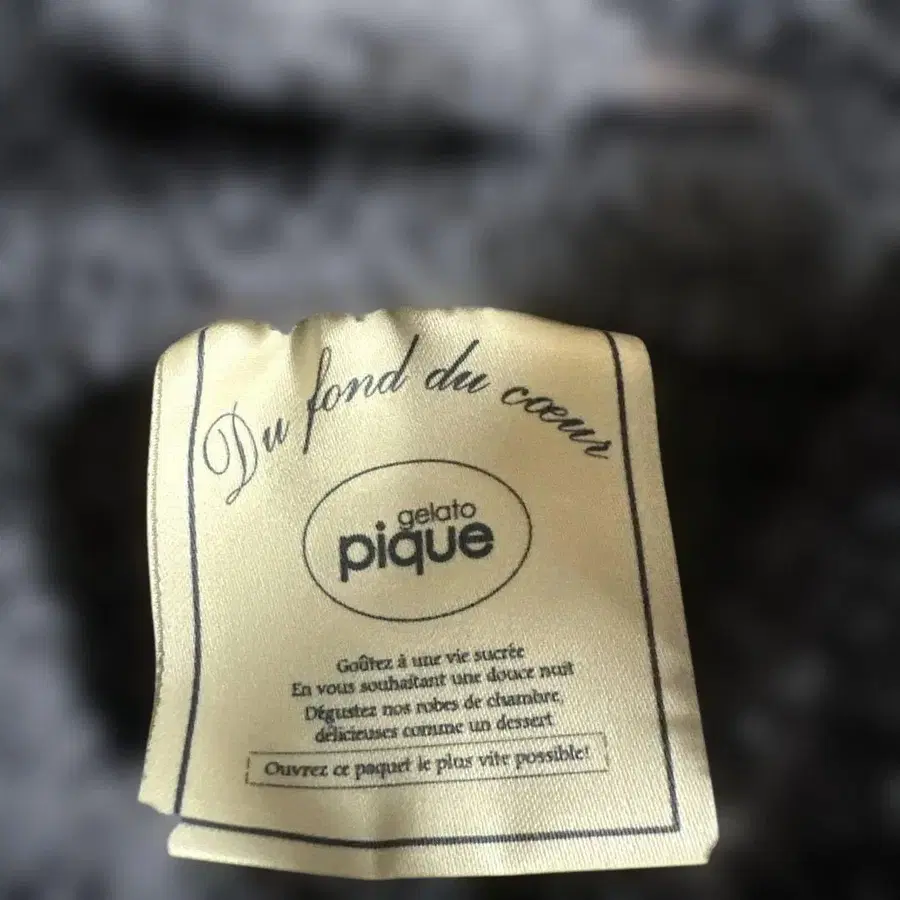 Du fond du cœur
gelato
pique
Goûtez à une vie sucrée
En vous souhaitant une douce nuit
Dégustez nos robes de chambre,
délicieuses comme un dessert
Ouvrez ce paquet le plus vite possible!